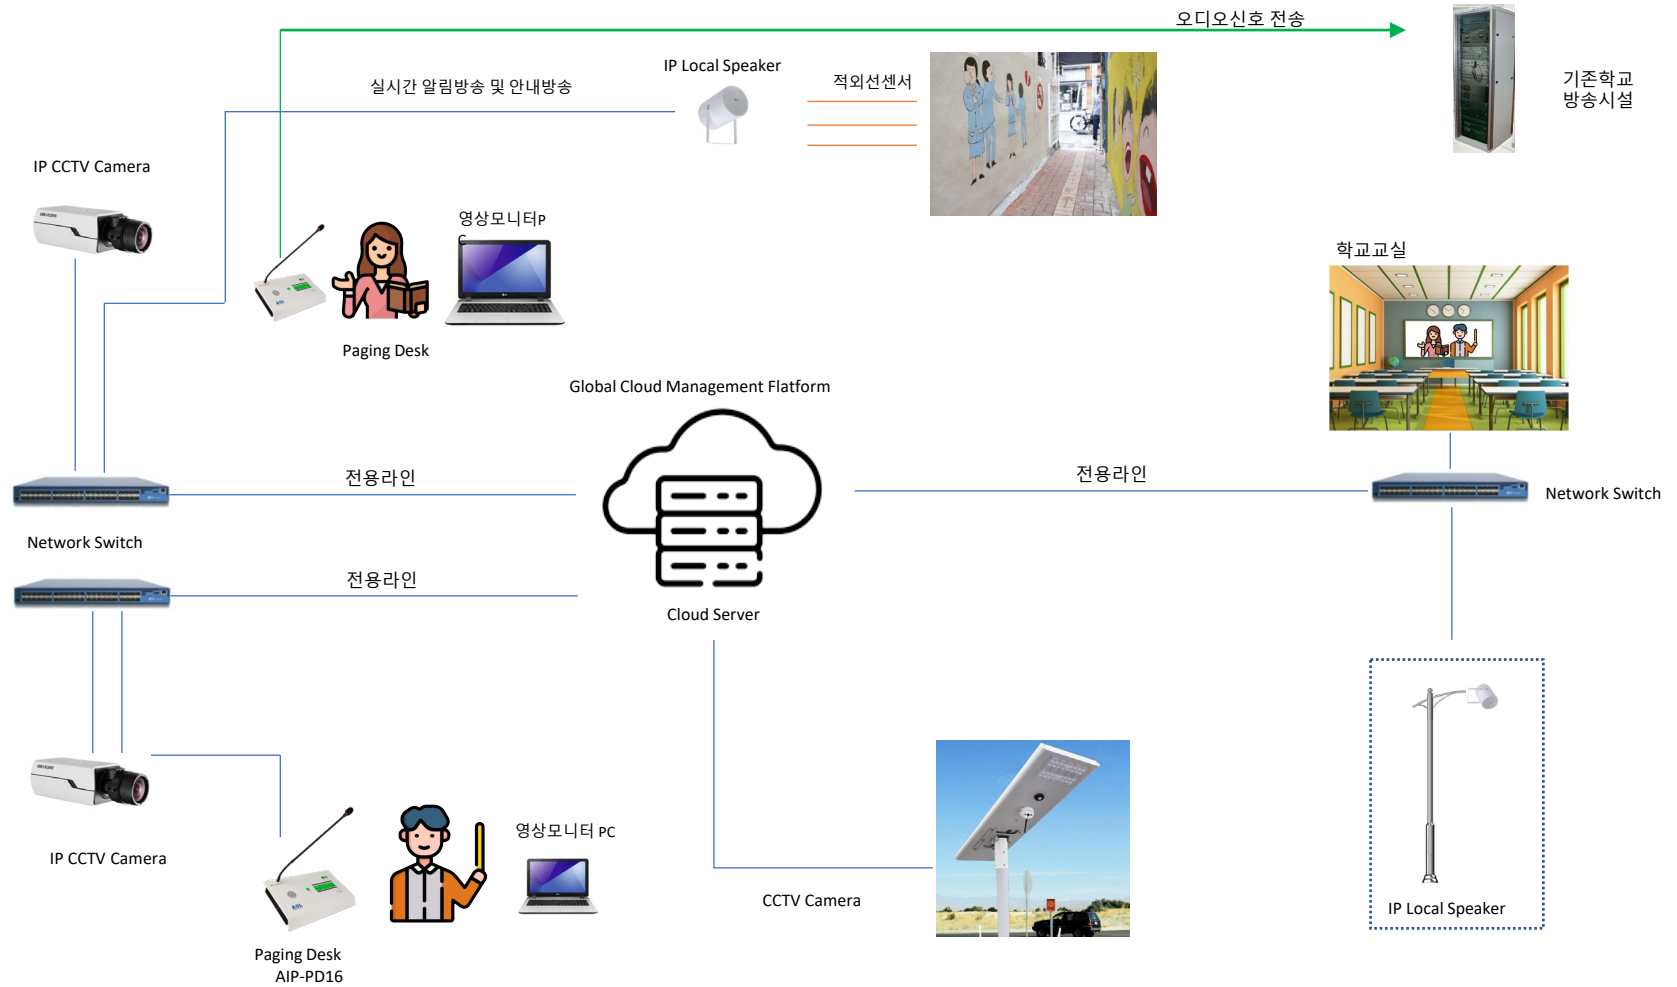 오디오신호 전송
IP Local Speaker
적외선센서
실시간 알림방송 및 안내방송
기존학교
방송시설
IP CCTV Camera
영상모니터P
C
학교교실
Paging Desk
Global Cloud Management Flatform
전용라인
전용라인
Network Switch
Network Switch
전용라인
Cloud Server
IP CCTV Camera
영상모니터 PC
CCTV Camera
IP Local Speaker
Paging Desk
AIP-PD16